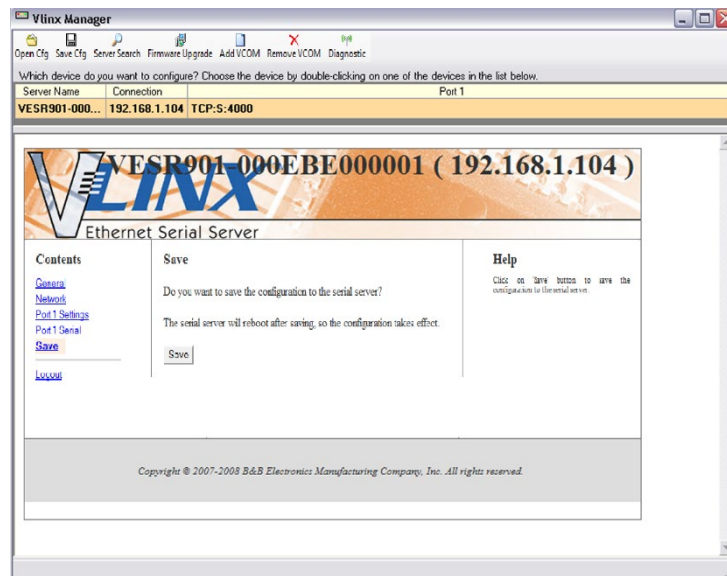 Vlinx Manager
Open Cfg Save Cfg Server Search Firmware Upgrade Add VCOM Remove VCOM Diagnostic
Which device do you want to configure? Choose the device by double-clicking on one of the devices in the list below.
Server Name Connection Port 1
VESR901-000... 192.168.1.104 TCP:S:4000
VESR901-000EBE000001 ( 192.168.1.104 )
VLINX
Ethernet Serial Server
Contents
General
Network
Port 1 Settings
Port 1 Serial
Save
Logout
Save
Do you want to save the configuration to the serial server?
The serial server will reboot after saving, so the configuration takes effect.
Save
Help
Click on 'Save' button to save the
configuration to the serial server.
Copyright © 2007-2008 B&B Electronics Manufacturing Company, Inc. All rights reserved.